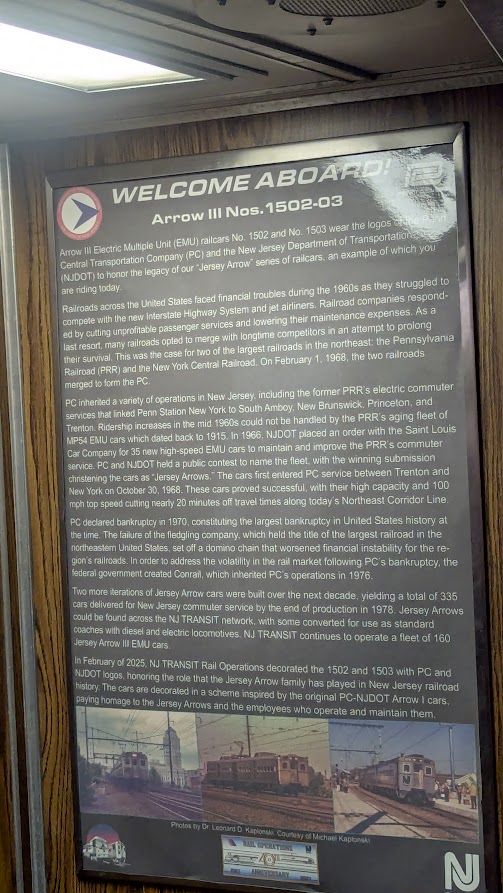 WELCOME ABOARD!
Arrow III Nos.1502-03
Arrow III Electric Multiple Unit (EMU) railcars No. 1502 and No. 1503 wear the logos of the Penn
Central Transportation Company (PC) and the New Jersey Department of Transportation
(NJDOT) to honor the legacy of our "Jersey Arrow" series of railcars, an example of which you
are riding today.
Railroads across the United States faced financial troubles during the 1960s as they struggled to
compete with the new Interstate Highway System and jet airliners. Railroad companies respond-
ed by cutting unprofitable passenger services and lowering their maintenance expenses. As a
last resort, many railroads opted to merge with longtime competitors in an attempt to prolong
their survival. This was the case for two of the largest railroads in the northeast: the Pennsylvania
Railroad (PRR) and the New York Central Railroad. On February 1, 1968, the two railroads
merged to form the PC.
PC inherited a variety of operations in New Jersey, including the former PRR's electric commuter
services that linked Penn Station New York to South Amboy, New Brunswick, Princeton, and
Trenton. Ridership increases in the mid 1960s could not be handled by the PRR's aging fleet of
MP54 EMU cars which dated back to 1915. In 1966, NJDOT placed an order with the Saint Louis
Car Company for 35 new high-speed EMU cars to maintain and improve the PRR's commuter
service. PC and NJDOT held a public contest to name the fleet, with the winning submission
christening the cars as "Jersey Arrows." The cars first entered PC service between Trenton and
New York on October 30, 1968. These cars proved successful, with their high capacity and 100
mph top speed cutting nearly 20 minutes off travel times along today's Northeast Corridor Line.
PC declared bankruptcy in 1970, constituting the largest bankruptcy in United States history at
the time. The failure of the fledgling company, which held the title of the largest railroad in the
northeastern United States, set off a domino chain that worsened financial instability for the re-
gion's railroads. In order to address the volatility in the rail market following PC's bankruptcy, the
federal government created Conrail, which inherited PC's operations in 1976.
Two more iterations of Jersey Arrow cars were built over the next decade, yielding a total of 335
cars delivered for New Jersey commuter service by the end of production in 1978. Jersey Arrows
could be found across the NJ TRANSIT network, with some converted for use as standard
coaches with diesel and electric locomotives. NJ TRANSIT continues to operate a fleet of 160
Jersey Arrow III EMU cars.
In February of 2025, NJ TRANSIT Rail Operations decorated the 1502 and 1503 with PC and
NJDOT logos, honoring the role that the Jersey Arrow family has played in New Jersey railroad
history. The cars are decorated in a scheme inspired by the original PC-NJDOT Arrow I cars,
paying homage to the Jersey Arrows and the employees who operate and maintain them.
Photos by Dr. Leonard D. Kaplonski. Courtesy of Michael Kaplonski
RAIL OPERATIONS
ANNIVERSARY
NJ